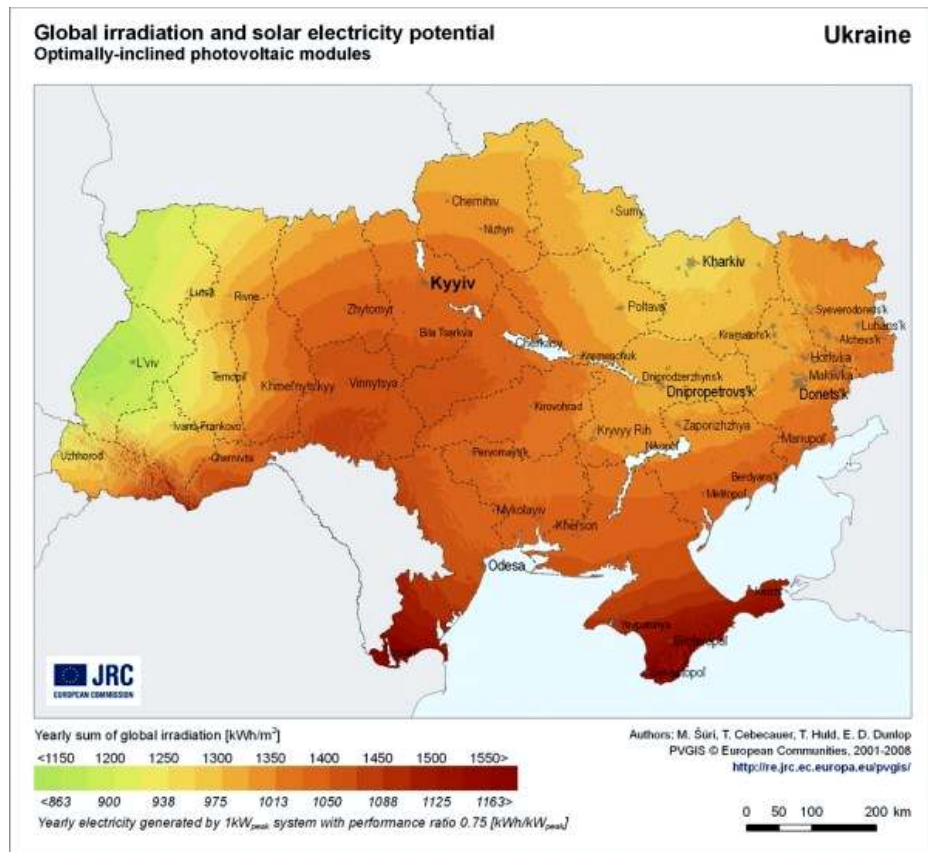 Global irradiation and solar electricity potential
Optimally-inclined photovoltaic modules
Ukraine
Chernihiv
Sumy
Nizhyn
Kharkiv
Kyyiv
Luts'k
Rivne
Zhytomyr
Poltava
Syeverodonets'k
Bila Tserkva
Luhans'k
Kramators'k
Alchevs'k
Cherkasy
L'viv
Kremenchuk
Horlivka
Ternopil'
Makiivka
Khmel'nyts'kyy
Vinnytsya
Dniprodzerzhyns'k
Dnipropetrovs'k
Donets'k
Kirovohrad
Ivano-Frankovs
Kryvyy Rih
Zaporizhzhya
Mariupol'
Uzhhorod
Chernivtsi
Nikopol'
Pervomays'k
Berdyans'k
Melitopol'
Mykolayiv
Kherson
Odesa
Kerch
Yevpatoriya
Simferopol'
Sevastopol'
JRC
EUROPEAN COMMISSION
Yearly sum of global irradiation [kWh/m²]
<1150 1200 1250 1300 1350 1400 1450 1500 1550>
<863 900 938 975 1013 1050 1088 1125 1163>
Yearly electricity generated by 1kWpeak system with performance ratio 0.75 [kWh/kWpeak]
Authors: M. Šúri, T. Cebecauer, T. Huld, E. D. Dunlop
PVGIS © European Communities, 2001-2008
http://re.jrc.ec.europa.eu/pvgis/
0 50 100 200 km